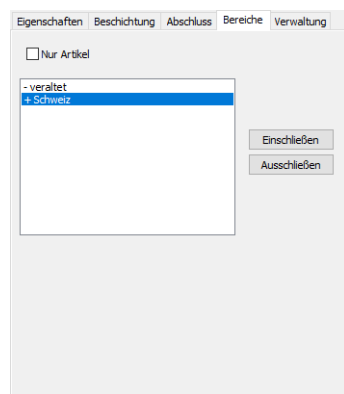 Eigenschaften Beschichtung Abschluss Bereiche Verwaltung
Nur Artikel
- veraltet
+ Schweiz
Einschließen
Ausschließen